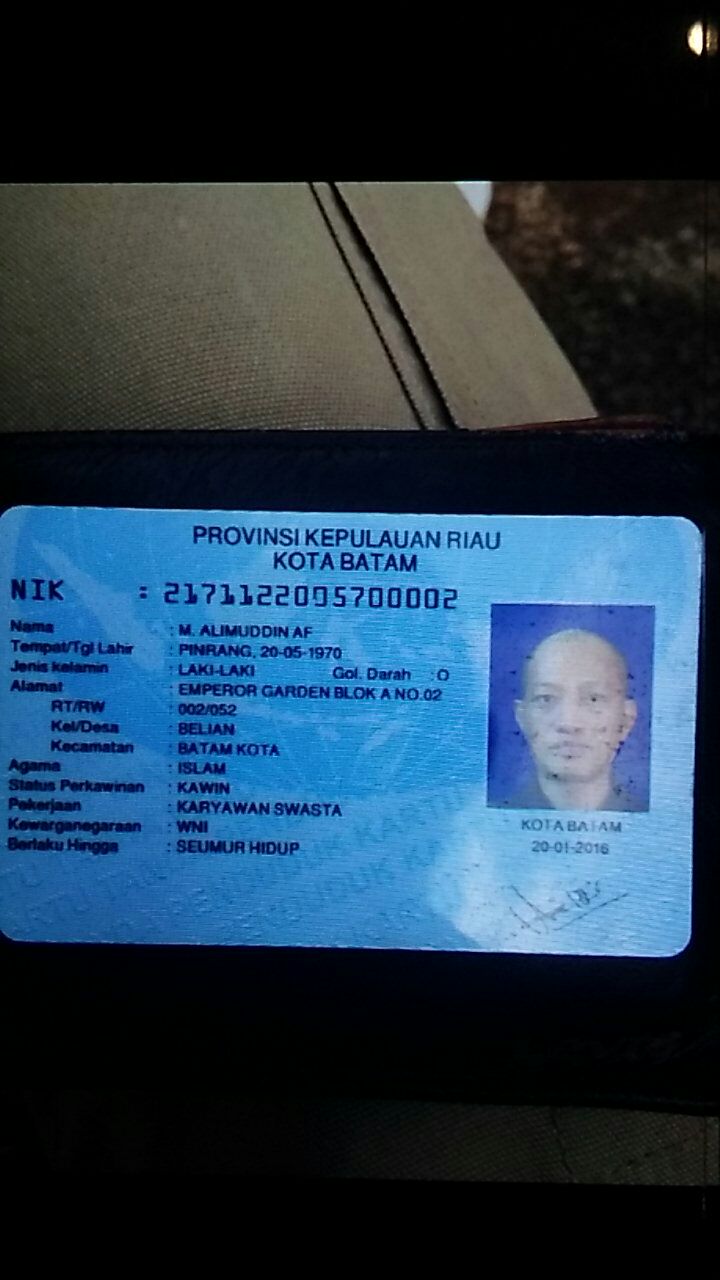 PROVINSI KEPULAUAN RIAU
KOTA BATAM
NIK : 2171122005700002
Nama : M. ALIMUDDIN AF
Tempat/Tgl Lahir : PINRANG, 20-05-1970
Jenis kelamin : LAKI-LAKI Gol. Darah : O
Alamat : EMPEROR GARDEN BLOK A NO.02
RT/RW : 002/052
Kel/Desa : BELIAN
Kecamatan : BATAM KOTA
Agama : ISLAM
Status Perkawinan : KAWIN
Pekerjaan : KARYAWAN SWASTA
Kewarganegaraan : WNI
Berlaku Hingga : SEUMUR HIDUP
KOTA BATAM
20-01-2016